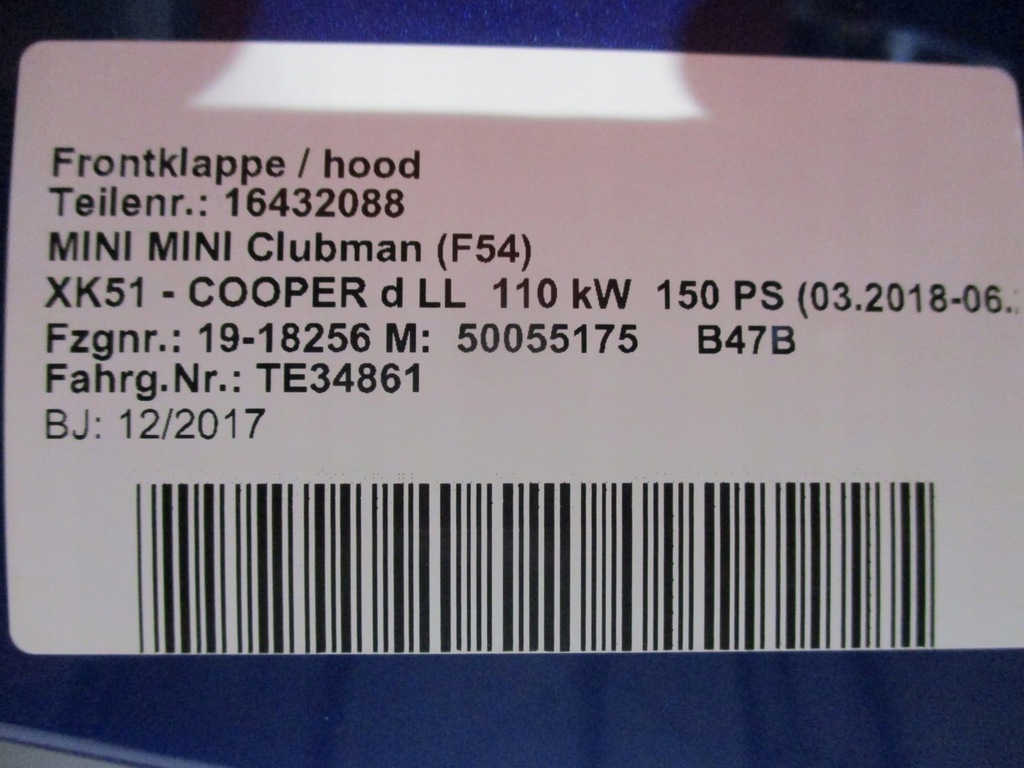 Frontklappe / hood
Teilenr.: 16432088
MINI MINI Clubman (F54)
XK51 - COOPER d LL 110 kW 150 PS (03.2018-06.
Fzgnr.: 19-18256 M: 50055175 B47B
Fahrg.Nr.: TE34861
BJ: 12/2017